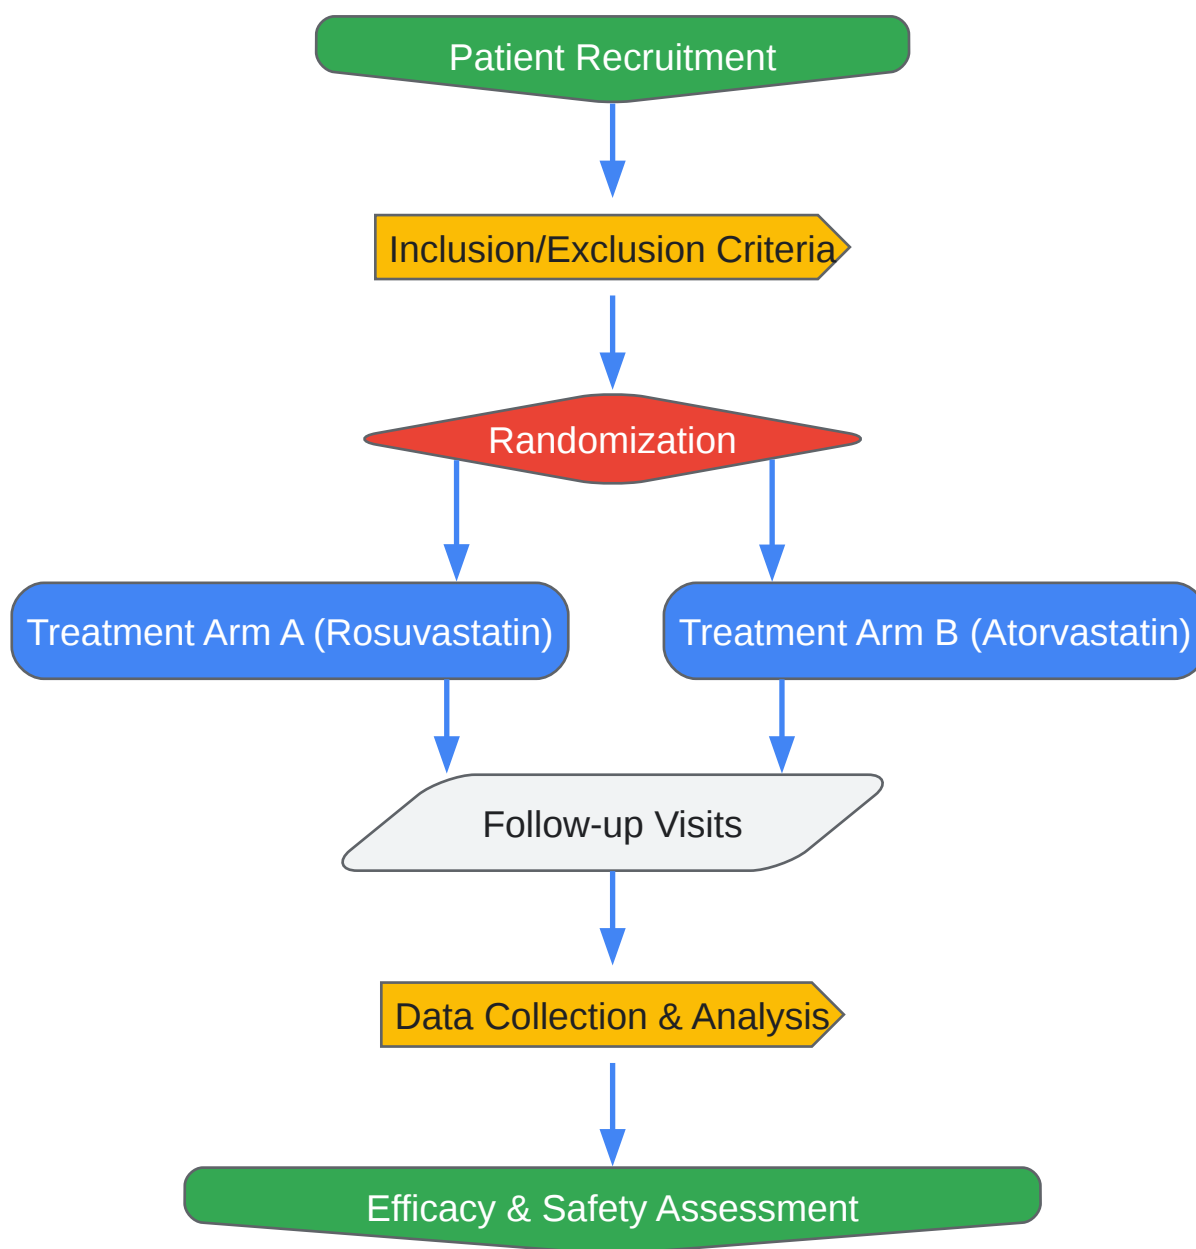 Patient Recruitment
Inclusion/Exclusion Criteria
Randomization
Treatment Arm A (Rosuvastatin)
Treatment Arm B (Atorvastatin)
Follow-up Visits
Data Collection & Analysis
Efficacy & Safety Assessment